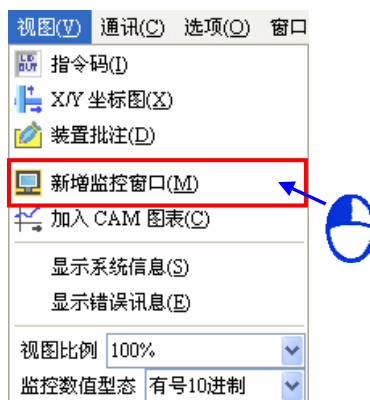 视图(V) 通讯(C) 选项(O) 窗口
指令码(I)
X/Y 坐标图(X)
装置批注(D)
新增监控窗口(M)
加入 CAM 图表(C)
显示系统信息(S)
显示错误讯息(E)
视图比例 100%
监控数值型态 有号10进制